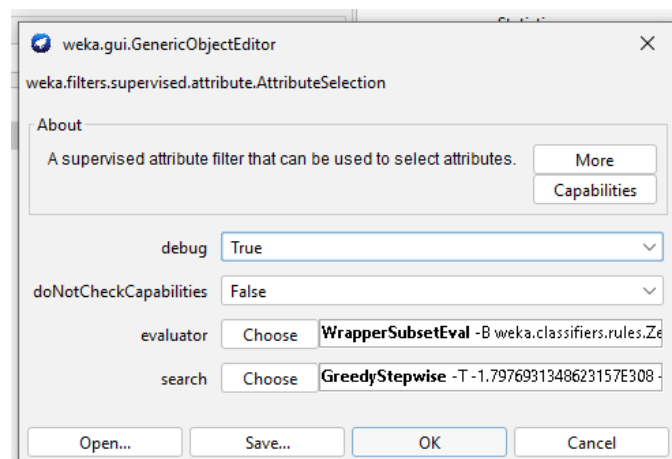 weka.gui.GenericObjectEditor
weka.filters.supervised.attribute.AttributeSelection
About
A supervised attribute filter that can be used to select attributes.
More
Capabilities
debug True
doNotCheckCapabilities False
evaluator Choose WrapperSubsetEval -B weka.classifiers.rules.Ze
search Choose GreedyStepwise -T -1.7976931348623157E308 -
Open... Save... OK Cancel